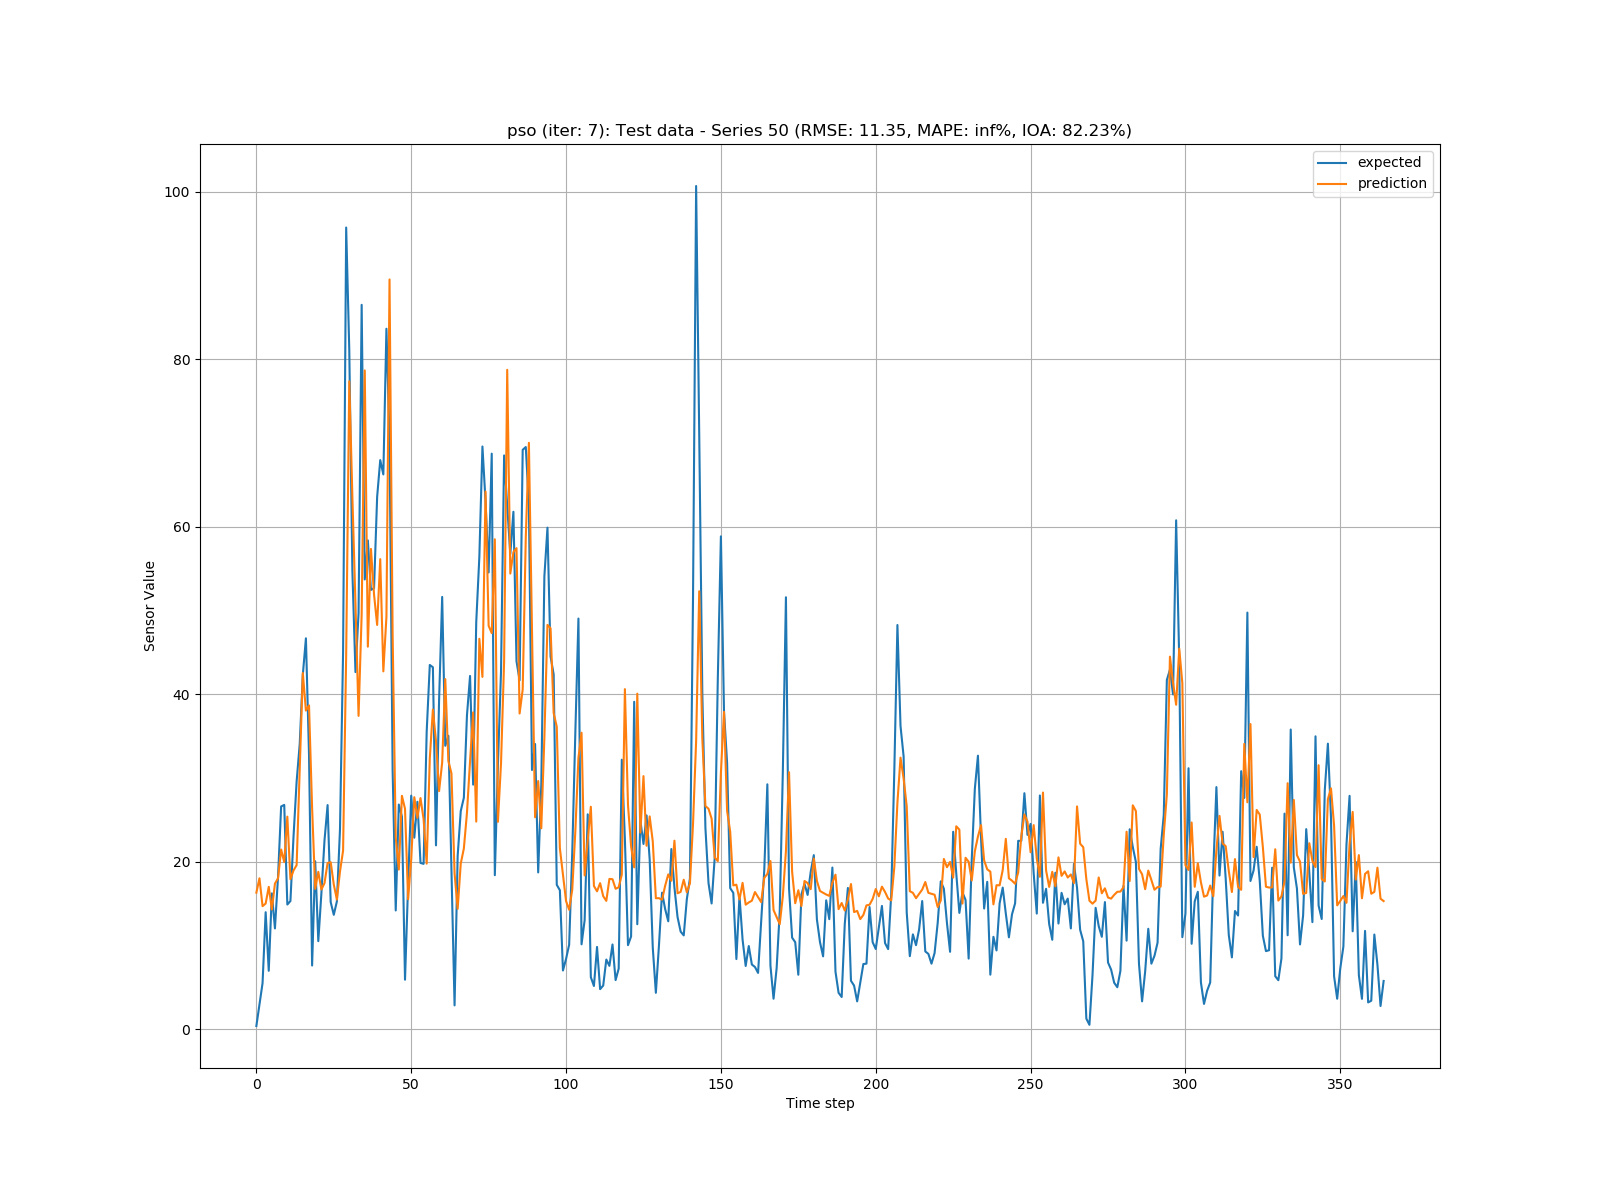 pso (iter: 7): Test data - Series 50 (RMSE: 11.35, MAPE: inf%, IOA: 82.23%)
expected
prediction
100
80
60
40
20
0
Sensor Value
0 50 100 150 200 250 300 350
Time step